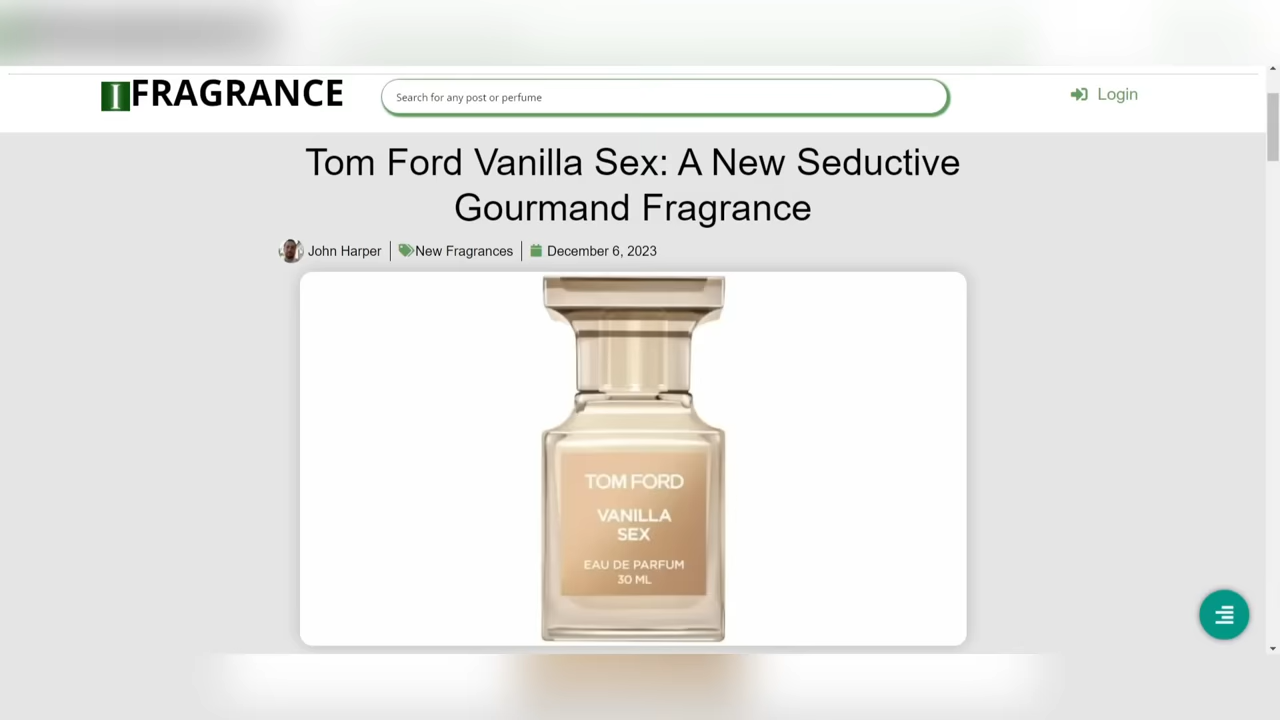 I FRAGRANCE
Search for any post or perfume
Login
Tom Ford Vanilla Sex: A New Seductive
Gourmand Fragrance
John Harper
New Fragrances
December 6, 2023
TOM FORD
VANILLA
SEX
EAU DE PARFUM
30 ML